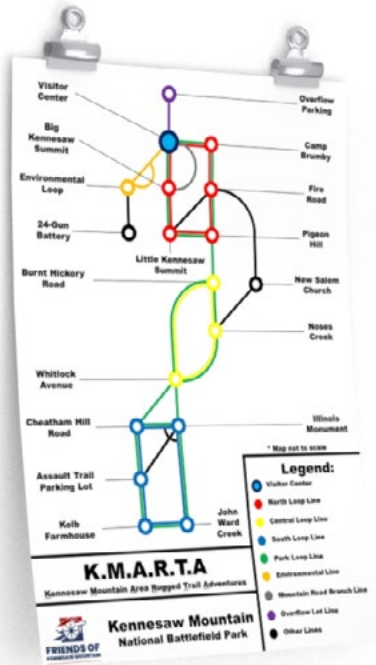 Visitor
Center
Overflow
Parking
Big
Kennesaw
Summit
Camp
Brumby
Environmental
Loop
Fire
Road
24-Gun
Battery
Pigeon
Hill
Little Kennesaw
Summit
Burnt Hickory
Road
New Salem
Church
Noses
Creek
Whitlock
Avenue
Cheatham Hill
Road
Illinois
Monument
* Map not to scale
Assault Trail
Parking Lot
Kolb
Farmhouse
John
Ward
Creek
Legend:
Visitor Center
North Loop Line
Central Loop Line
South Loop Line
Park Loop Line
Environmental Line
Mountain Road Branch Line
Overflow Lot Line
Other Lines
K.M.A.R.T.A
Kennesaw Mountain Area Rugged Trail Adventures
FRIENDS OF
KENNESAW MOUNTAIN
Kennesaw Mountain
National Battlefield Park